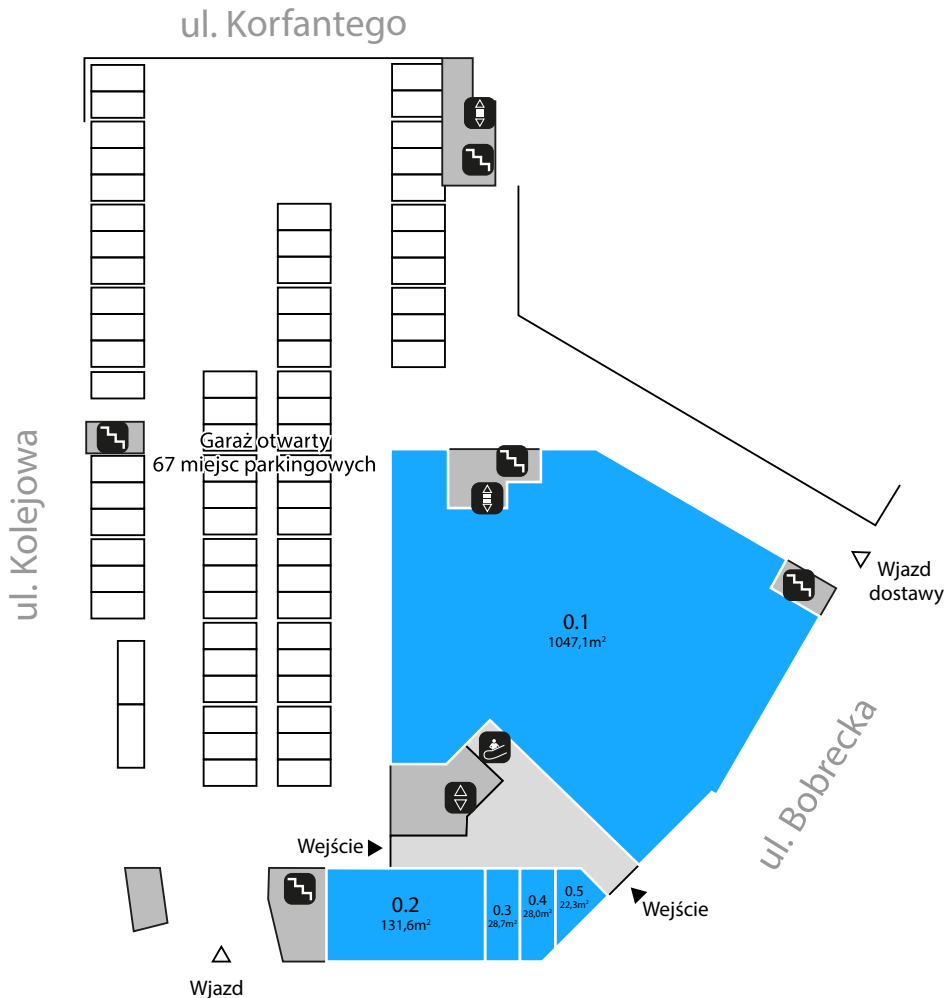 ul. Korfantego
ul. Kolejowa
Garaż otwarty
67 miejsc parkingowych
Wjazd
dostawy
0.1
1047,1m²
ul. Bobrecka
Wejście
0.2
131,6m²
0.3
28,7m²
0.4
28,0m²
0.5
22,3m²
Wejście
Wjazd